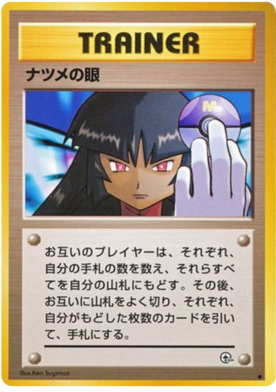 TRAINER
ナツメの眼
M
お互いのプレイヤーは、それぞれ、
自分の手札の数を数え、それらすべ
てを自分の山札にもどす。その後、
お互いに山札をよく切り、それぞれ、
自分がもどした枚数のカードを引い
て、手札にする。
Illus.Ken Sugimori